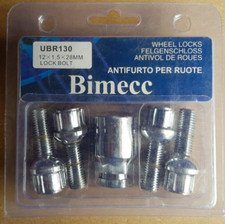 UBR130
12×1.5×28MM
LOCK BOLT
WHEEL LOCKS
FELGENSCHLOSS
ANTIVOL DE ROUES
ANTIFURTO PER RUOTE
Bimecc